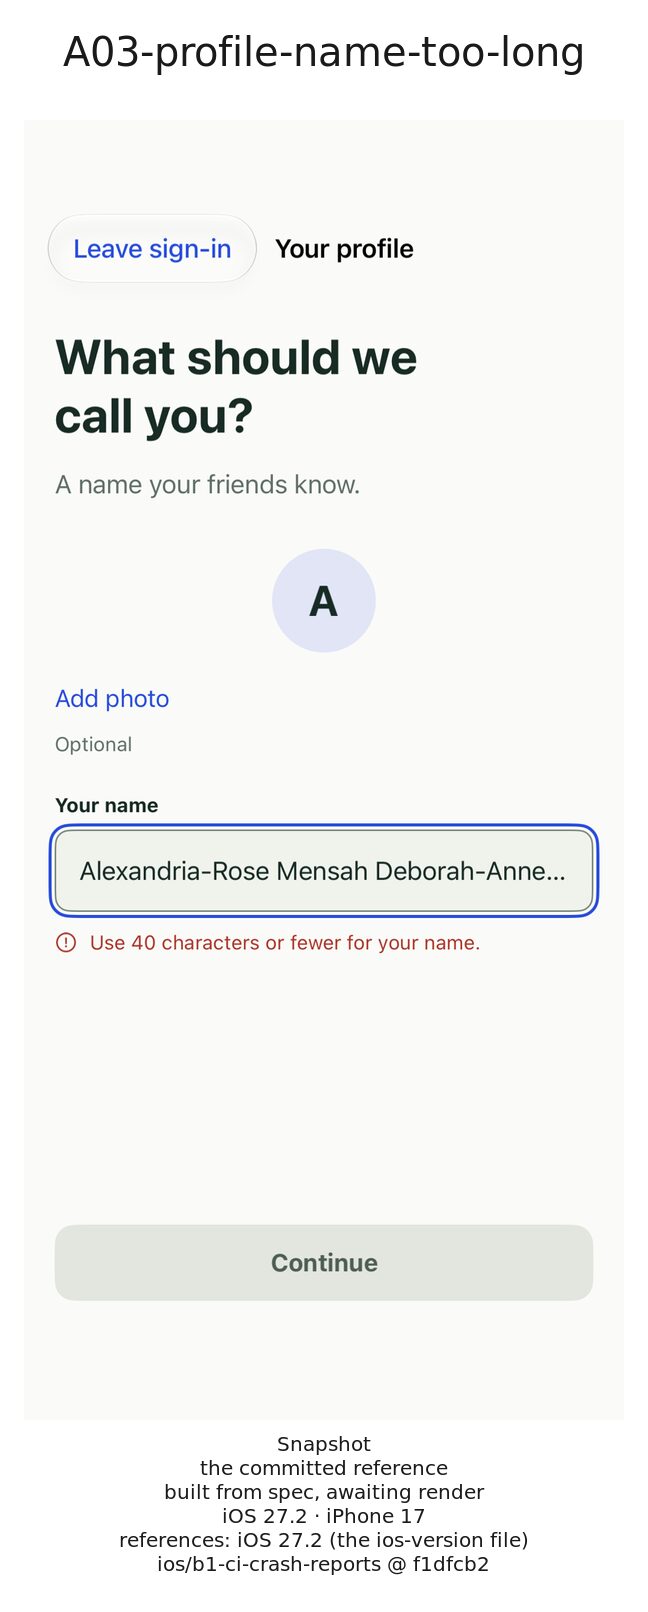 A03-profile-name-too-long
Leave sign-in Your profile
What should we
call you?
A name your friends know.
A
Add photo
Optional
Your name
Alexandria-Rose Mensah Deborah-Anne...
Use 40 characters or fewer for your name.
Continue
Snapshot
the committed reference
built from spec, awaiting render
iOS 27.2 · iPhone 17
references: iOS 27.2 (the ios-version file)
ios/b1-ci-crash-reports @ f1dfcb2